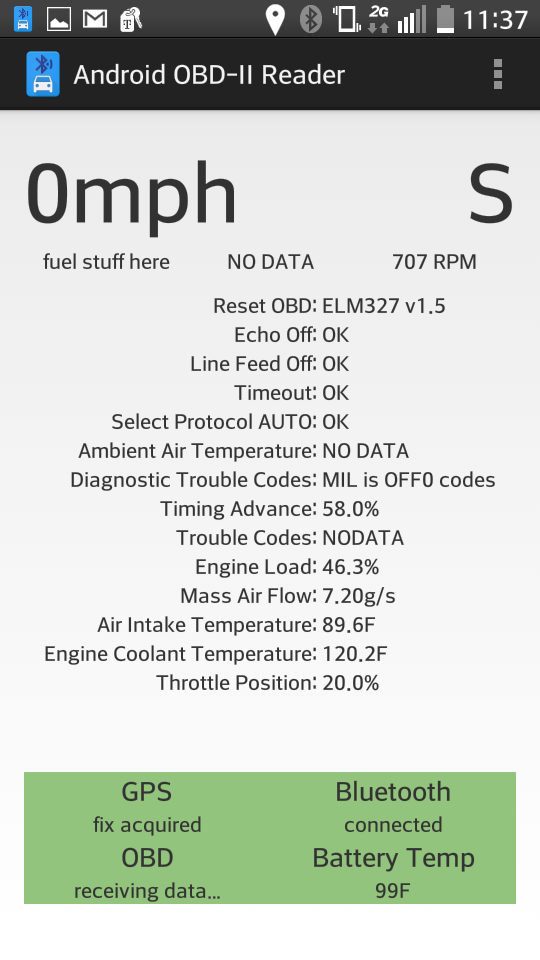 2G 11:37
Android OBD-II Reader
0mph S
fuel stuff here NO DATA 707 RPM
Reset OBD: ELM327 v1.5
Echo Off: OK
Line Feed Off: OK
Timeout: OK
Select Protocol AUTO: OK
Ambient Air Temperature: NO DATA
Diagnostic Trouble Codes: MIL is OFF0 codes
Timing Advance: 58.0%
Trouble Codes: NODATA
Engine Load: 46.3%
Mass Air Flow: 7.20g/s
Air Intake Temperature: 89.6F
Engine Coolant Temperature: 120.2F
Throttle Position: 20.0%
GPS Bluetooth
fix acquired connected
OBD Battery Temp
receiving data... 99F